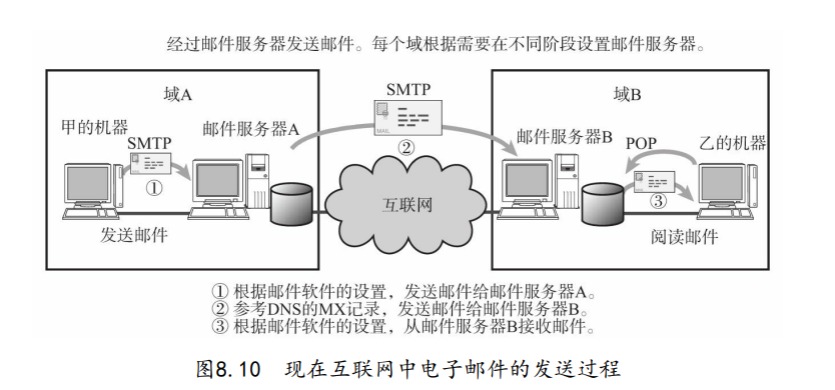 经过邮件服务器发送邮件。每个域根据需要在不同阶段设置邮件服务器。
域A
甲的机器
SMTP
①
发送邮件
邮件服务器A
SMTP
MAIL
②
互联网
域B
邮件服务器B
POP
乙的机器
③
阅读邮件
① 根据邮件软件的设置，发送邮件给邮件服务器A。
② 参考DNS的MX记录，发送邮件给邮件服务器B。
③ 根据邮件软件的设置，从邮件服务器B接收邮件。
图8.10 现在互联网中电子邮件的发送过程